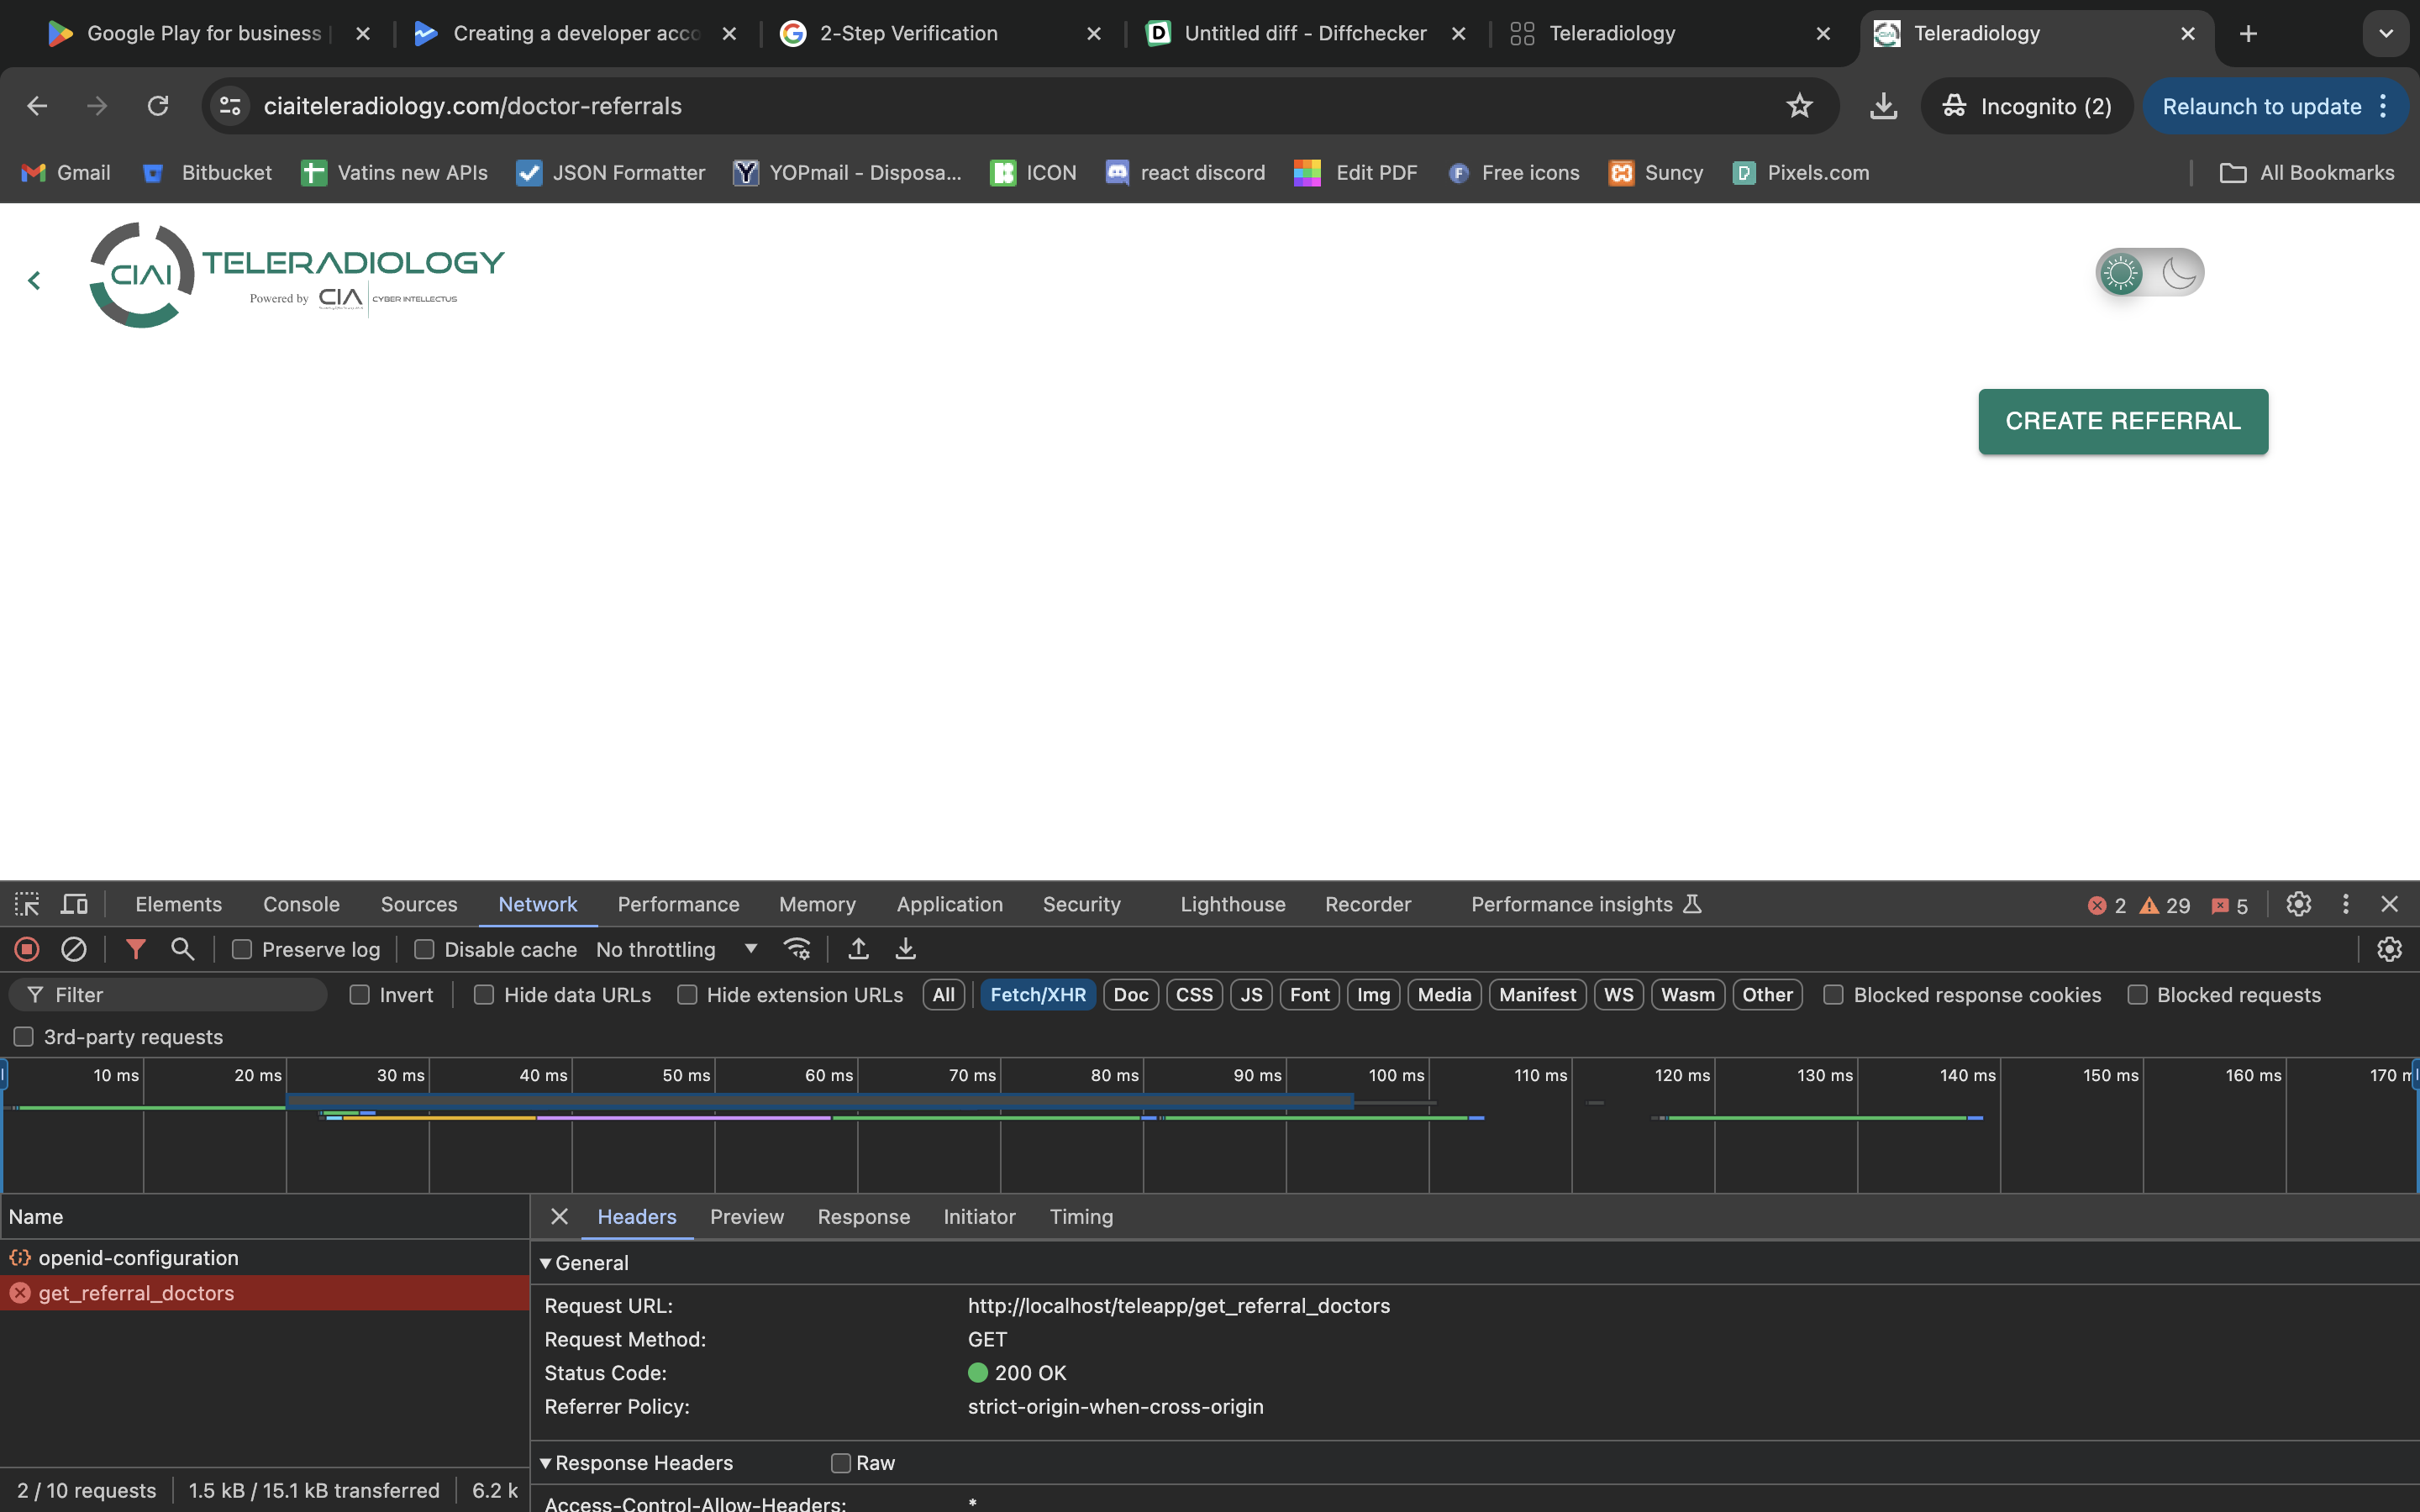 Google Play for business
Creating a developer acco
2-Step Verification
Untitled diff - Diffchecker
Teleradiology
Teleradiology
ciaiteleradiology.com/doctor-referrals
Incognito (2)
Relaunch to update
Gmail
Bitbucket
Vatins new APIs
JSON Formatter
YOPmail - Disposa...
ICON
react discord
Edit PDF
Free icons
Suncy
Pixels.com
All Bookmarks
CIAI
TELERADIOLOGY
Powered by CIA CYBER INTELLECTUS
CREATE REFERRAL
Elements Console Sources Network Performance Memory Application Security Lighthouse Recorder Performance insights 2 29 5
Preserve log Disable cache No throttling
Filter Invert Hide data URLs Hide extension URLs All Fetch/XHR Doc CSS JS Font Img Media Manifest WS Wasm Other Blocked response cookies Blocked requests
3rd-party requests
10 ms 20 ms 30 ms 40 ms 50 ms 60 ms 70 ms 80 ms 90 ms 100 ms 110 ms 120 ms 130 ms 140 ms 150 ms 160 ms 170 m
Name
openid-configuration
get_referral_doctors
Headers Preview Response Initiator Timing
General
Request URL: http://localhost/teleapp/get_referral_doctors
Request Method: GET
Status Code: 200 OK
Referrer Policy: strict-origin-when-cross-origin
Response Headers Raw
Access-Control-Allow-Headers: *
2 / 10 requests 1.5 kB / 15.1 kB transferred 6.2 k